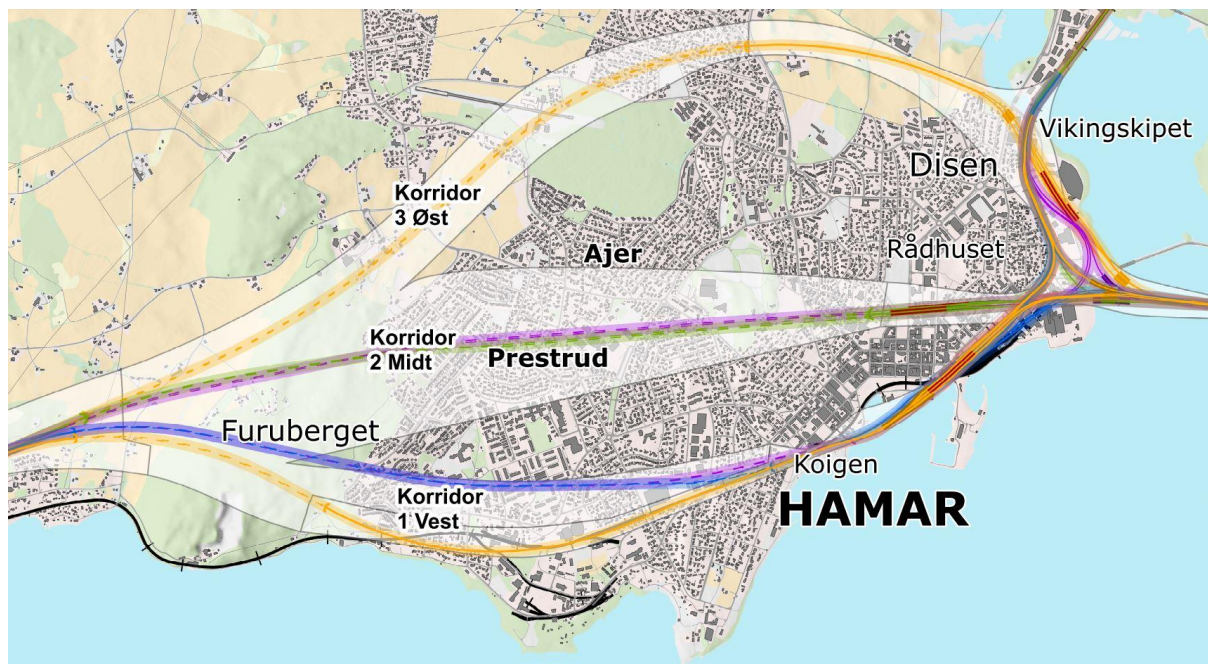 Vikingskipet
Disen
Korridor
3 Øst
Rådhuset
Ajer
Korridor
2 Midt
Prestrud
Furuberget
Koigen
Korridor
1 Vest
HAMAR